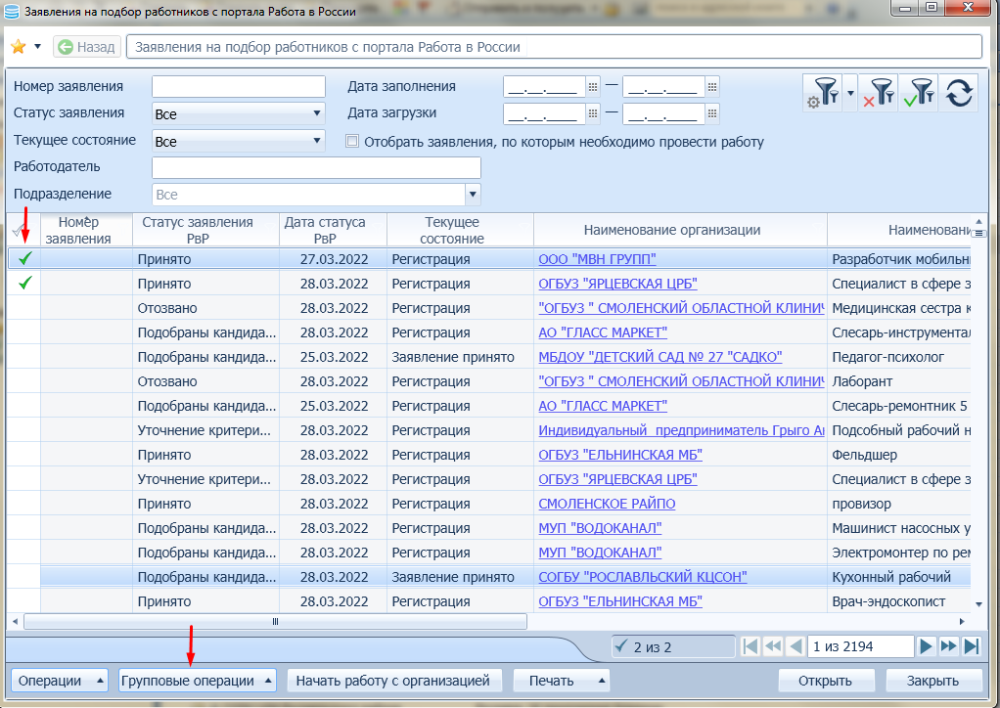 Заявления на подбор работников с портала Работа в России
Назад
Заявления на подбор работников с портала Работа в России
Номер заявления
Дата заполнения __.__.____ — __.__.____
Статус заявления Все
Дата загрузки __.__.____ — __.__.____
Текущее состояние Все
Отобрать заявления, по которым необходимо провести работу
Работодатель
Подразделение Все
Номер заявления Статус заявления РвР Дата статуса РвР Текущее состояние Наименование организации Наименовани
Принято 27.03.2022 Регистрация ООО "МВН ГРУПП" Разработчик мобильн
Принято 28.03.2022 Регистрация ОГБУЗ "ЯРЦЕВСКАЯ ЦРБ" Специалист в сфере з
Отозвано 28.03.2022 Регистрация "ОГБУЗ " СМОЛЕНСКИЙ ОБЛАСТНОЙ КЛИНИЧ Медицинская сестра к
Подобраны кандида... 28.03.2022 Регистрация АО "ГЛАСС МАРКЕТ" Слесарь-инструментал
Подобраны кандида... 25.03.2022 Заявление принято МБДОУ "ДЕТСКИЙ САД № 27 "САДКО" Педагог-психолог
Отозвано 28.03.2022 Регистрация "ОГБУЗ " СМОЛЕНСКИЙ ОБЛАСТНОЙ КЛИНИЧ Лаборант
Подобраны кандида... 25.03.2022 Регистрация АО "ГЛАСС МАРКЕТ" Слесарь-ремонтник 5
Уточнение критери... 28.03.2022 Регистрация Индивидуальный предприниматель Грыго Ан Подсобный рабочий н
Принято 28.03.2022 Регистрация ОГБУЗ "ЕЛЬНИНСКАЯ МБ" Фельдшер
Уточнение критери... 28.03.2022 Регистрация ОГБУЗ "ЯРЦЕВСКАЯ ЦРБ" Специалист в сфере з
Принято 28.03.2022 Регистрация СМОЛЕНСКОЕ РАЙПО провизор
Подобраны кандида... 28.03.2022 Регистрация МУП "ВОДОКАНАЛ" Машинист насосных у
Подобраны кандида... 28.03.2022 Регистрация МУП "ВОДОКАНАЛ" Электромонтер по рем
Подобраны кандида... 28.03.2022 Заявление принято СОГБУ "РОСЛАВЛЬСКИЙ КЦСОН" Кухонный рабочий
Принято 28.03.2022 Регистрация ОГБУЗ "ЕЛЬНИНСКАЯ МБ" Врач-эндоскопист
2 из 2 1 из 2194
Операции Групповые операции Начать работу с организацией Печать Открыть Закрыть